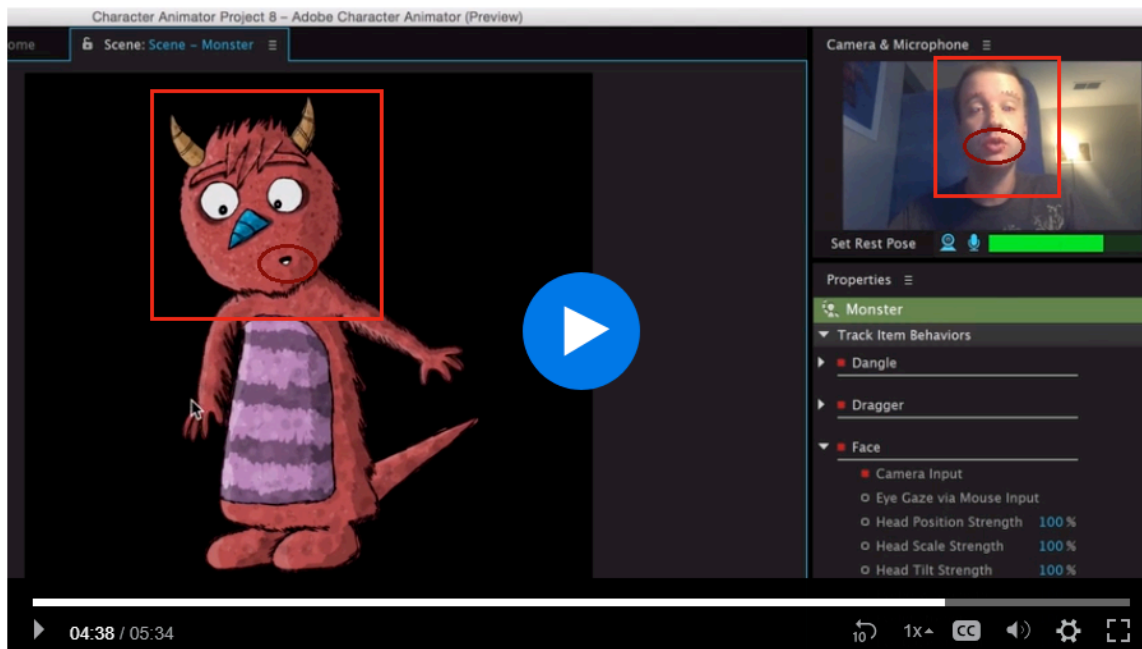 Character Animator Project 8 – Adobe Character Animator (Preview)
ome
Scene: Scene – Monster
Camera & Microphone
Set Rest Pose
Properties
Monster
Track Item Behaviors
Dangle
Dragger
Face
Camera Input
Eye Gaze via Mouse Input
Head Position Strength 100 %
Head Scale Strength 100 %
Head Tilt Strength 100 %
04:38 / 05:34
10
1x
CC